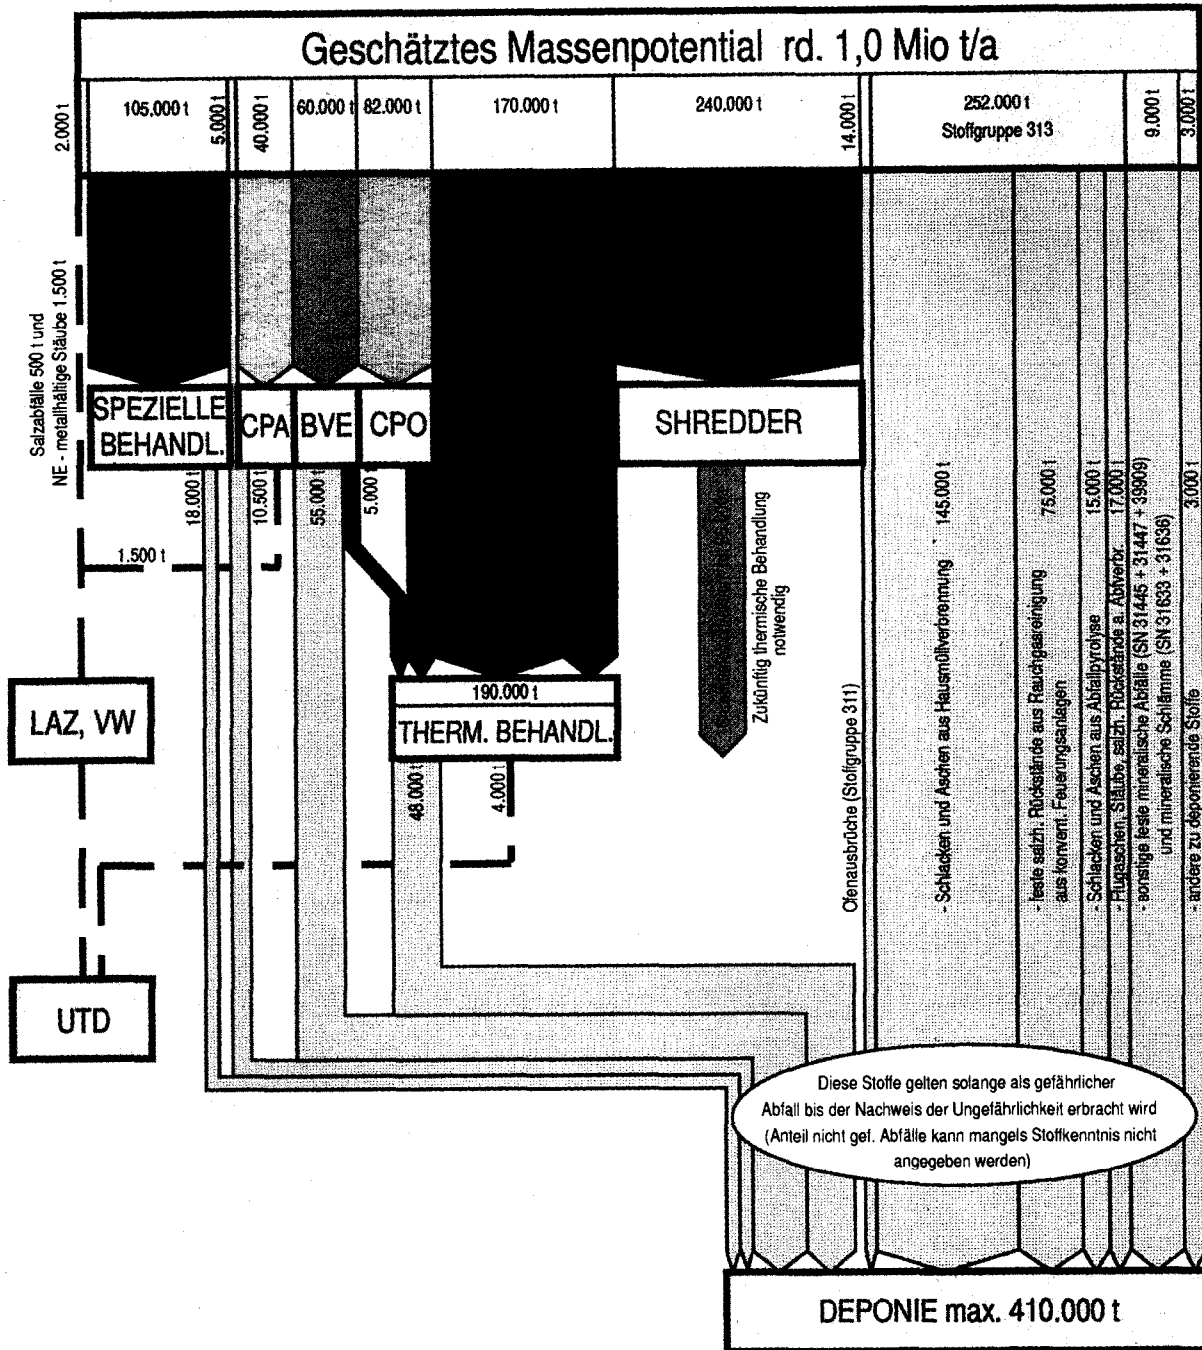 Geschätztes Massenpotential rd. 1,0 Mio t/a
2.000 t
105.000 t
5.000 t
40.000 t
60.000 t
82.000 t
170.000 t
240.000 t
14.000 t
252.000 t
Stoffgruppe 313
9.000 t
3.000 t
Salzabfälle 500 t und
NE - metallhältige Stäube 1.500 t
SPEZIELLE
BEHANDL.
CPA
BVE
CPO
SHREDDER
18.000 t
10.500 t
55.000 t
5.000 t
1.500 t
Zukünftig thermische Behandlung
notwendig
LAZ, VW
190.000 t
THERM. BEHANDL.
48.000 t
4.000 t
UTD
Ofenausbrüche (Stoffgruppe 311)
- Schlacken und Aschen aus Hausmüllverbrennung 145.000 t
- feste salzh. Rückstände aus Rauchgasreinigung 75.000 t
aus konvent. Feuerungsanlagen
- Schlacken und Aschen aus Abfallpyrolyse 15.000 t
- Flugaschen, Stäube, salzh. Rückstände a. Abfverbr. 17.000 t
- sonstige feste mineralische Abfälle (SN 31445 + 31447 + 39909)
und mineralische Schlämme (SN 31633 + 31636)
- andere zu deponierende Stoffe 3.000 t
Diese Stoffe gelten solange als gefährlicher
Abfall bis der Nachweis der Ungefährlichkeit erbracht wird
(Anteil nicht gef. Abfälle kann mangels Stoffkenntnis nicht
angegeben werden)
DEPONIE max. 410.000 t